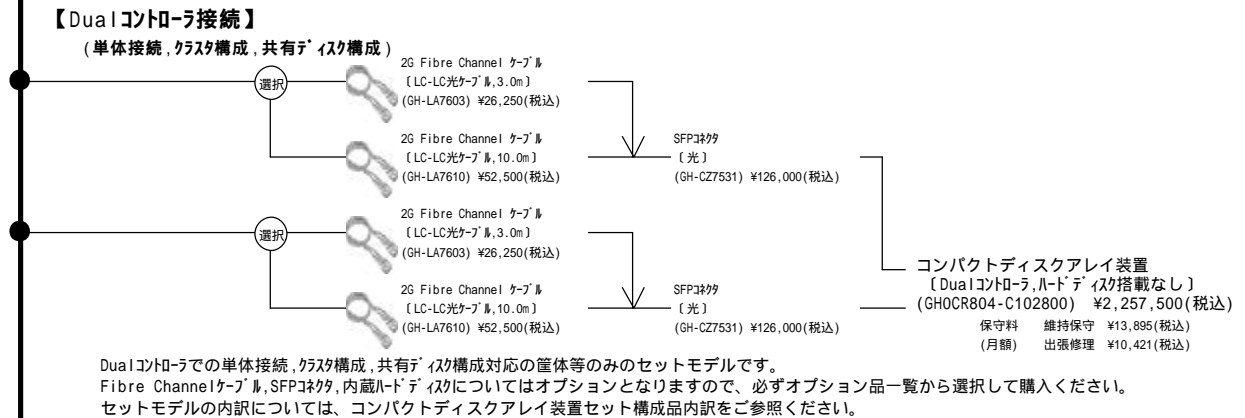 【Dualｺﾝﾄﾛｰﾗ接続】
(単体接続,ｸﾗｽﾀ構成,共有ﾃﾞｨｽｸ構成)
選択
2G Fibre Channel ｹｰﾌﾞﾙ
〔LC-LC光ｹｰﾌﾞﾙ,3.0m〕
(GH-LA7603) ¥26,250(税込)
2G Fibre Channel ｹｰﾌﾞﾙ
〔LC-LC光ｹｰﾌﾞﾙ,10.0m〕
(GH-LA7610) ¥52,500(税込)
SFPｺﾈｸﾀ
〔光〕
(GH-CZ7531) ¥126,000(税込)
選択
2G Fibre Channel ｹｰﾌﾞﾙ
〔LC-LC光ｹｰﾌﾞﾙ,3.0m〕
(GH-LA7603) ¥26,250(税込)
2G Fibre Channel ｹｰﾌﾞﾙ
〔LC-LC光ｹｰﾌﾞﾙ,10.0m〕
(GH-LA7610) ¥52,500(税込)
SFPｺﾈｸﾀ
〔光〕
(GH-CZ7531) ¥126,000(税込)
コンパクトディスクアレイ装置
〔Dualｺﾝﾄﾛｰﾗ,ﾊｰﾄﾞﾃﾞｨｽｸ搭載なし〕
(GH0CR804-C102800) ¥2,257,500(税込)
保守料 維持保守 ¥13,895(税込)
(月額) 出張修理 ¥10,421(税込)
Dualｺﾝﾄﾛｰﾗでの単体接続,ｸﾗｽﾀ構成,共有ﾃﾞｨｽｸ構成対応の筐体等のみのセットモデルです。
Fibre Channelｹｰﾌﾞﾙ,SFPｺﾈｸﾀ,内蔵ﾊｰﾄﾞﾃﾞｨｽｸについてはオプションとなりますので、必ずオプション品一覧から選択して購入ください。
セットモデルの内訳については、コンパクトディスクアレイ装置セット構成品内訳をご参照ください。